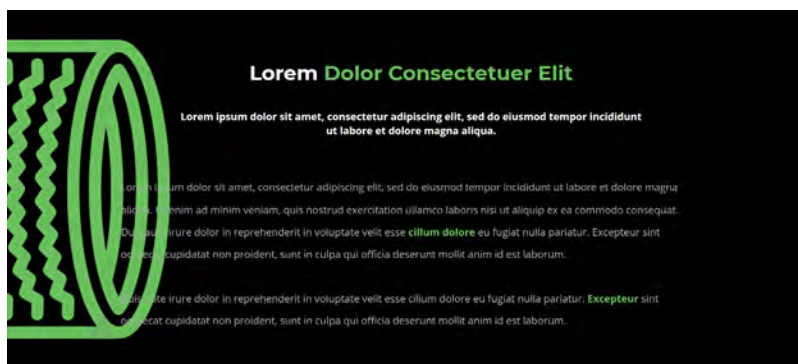 Lorem Dolor Consectetuer Elit
Lorem ipsum dolor sit amet, consectetur adipiscing elit, sed do eiusmod tempor incididunt
ut labore et dolore magna aliqua.
dolor sit amet, consectetur adipiscing elit, sed do eiusmod tempor incididunt ut labore et dolore magna
enim ad minim veniam, quis nostrud exercitation ullamco laboris nisi ut aliquip ex ea commodo consequat.
irure dolor in reprehenderit in voluptate velit esse cillum dolore eu fugiat nulla pariatur. Excepteur sint
cupidatat non proident, sunt in culpa qui officia deserunt mollit anim id est laborum.
irure dolor in reprehenderit in voluptate velit esse cillum dolore eu fugiat nulla pariatur. Excepteur sint
cupidatat non proident, sunt in culpa qui officia deserunt mollit anim id est laborum.